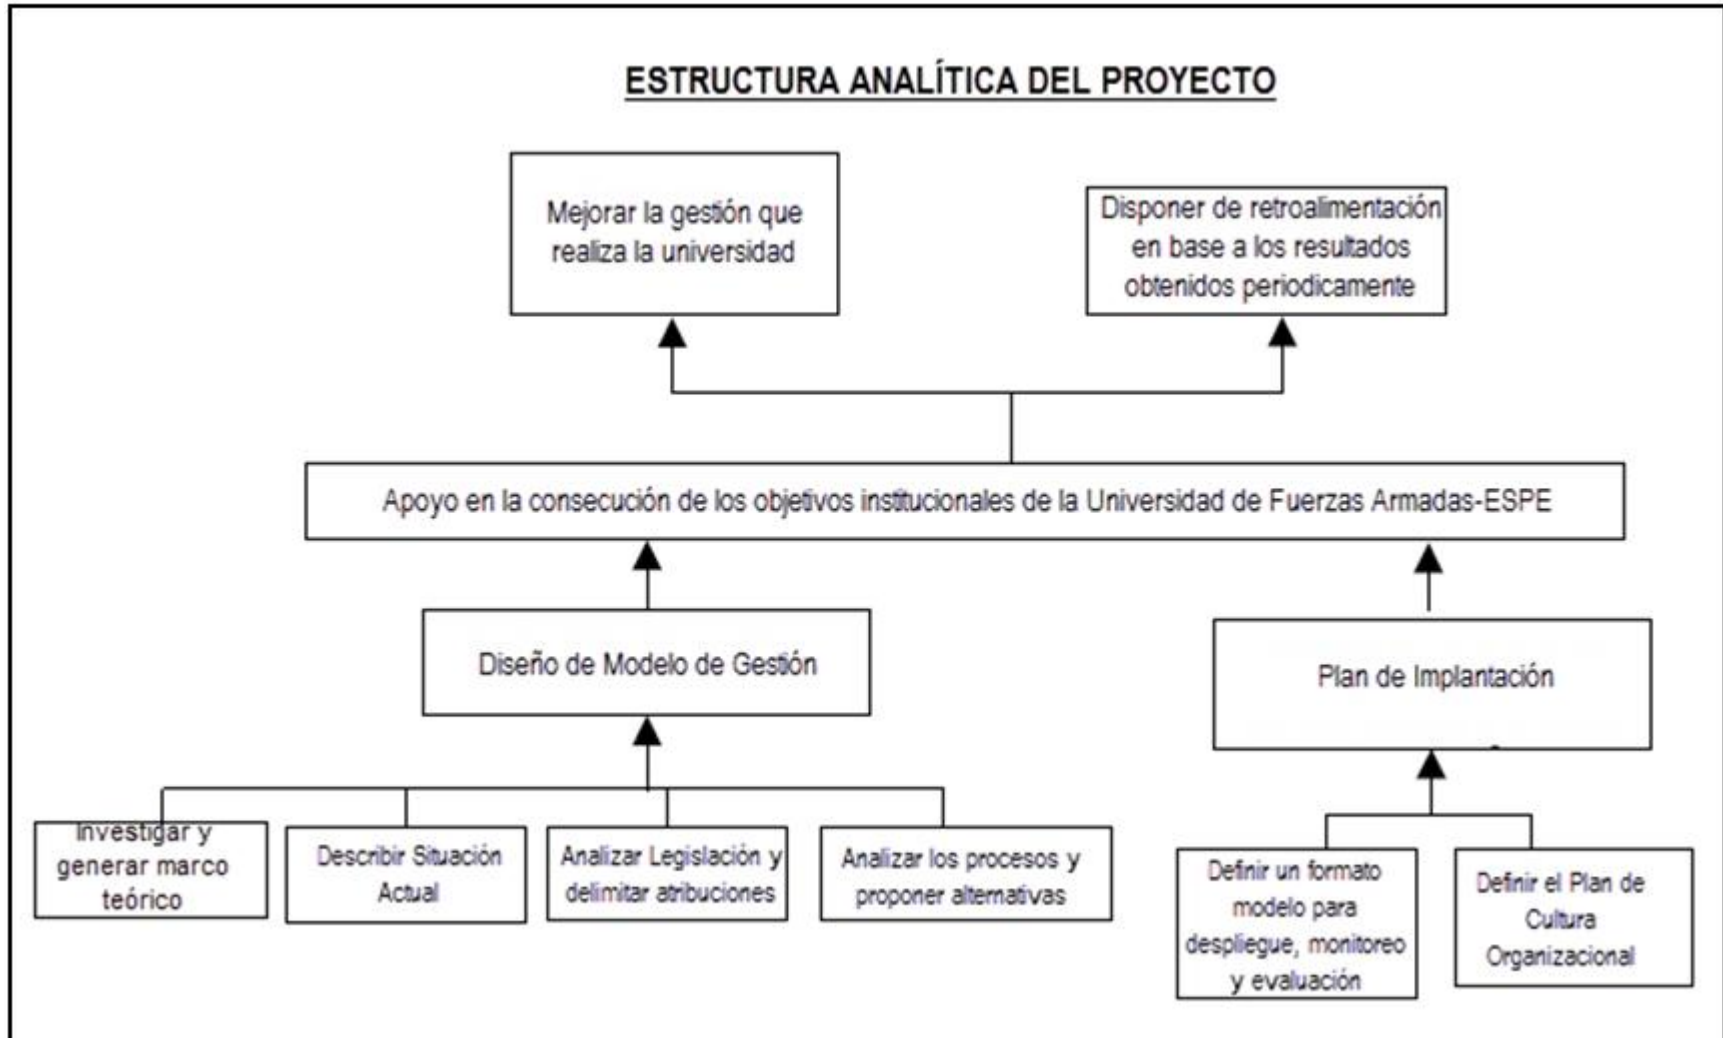 ESTRUCTURA ANALÍTICA DEL PROYECTO
Mejorar la gestión que
realiza la universidad
Disponer de retroalimentación
en base a los resultados
obtenidos periodicamente
Apoyo en la consecución de los objetivos institucionales de la Universidad de Fuerzas Armadas-ESPE
Diseño de Modelo de Gestión
Plan de Implantación
Investigar y
generar marco
teórico
Describir Situación
Actual
Analizar Legislación y
delimitar atribuciones
Analizar los procesos y
proponer alternativas
Definir un formato
modelo para
despliegue, monitoreo
y evaluación
Definir el Plan de
Cultura
Organizacional